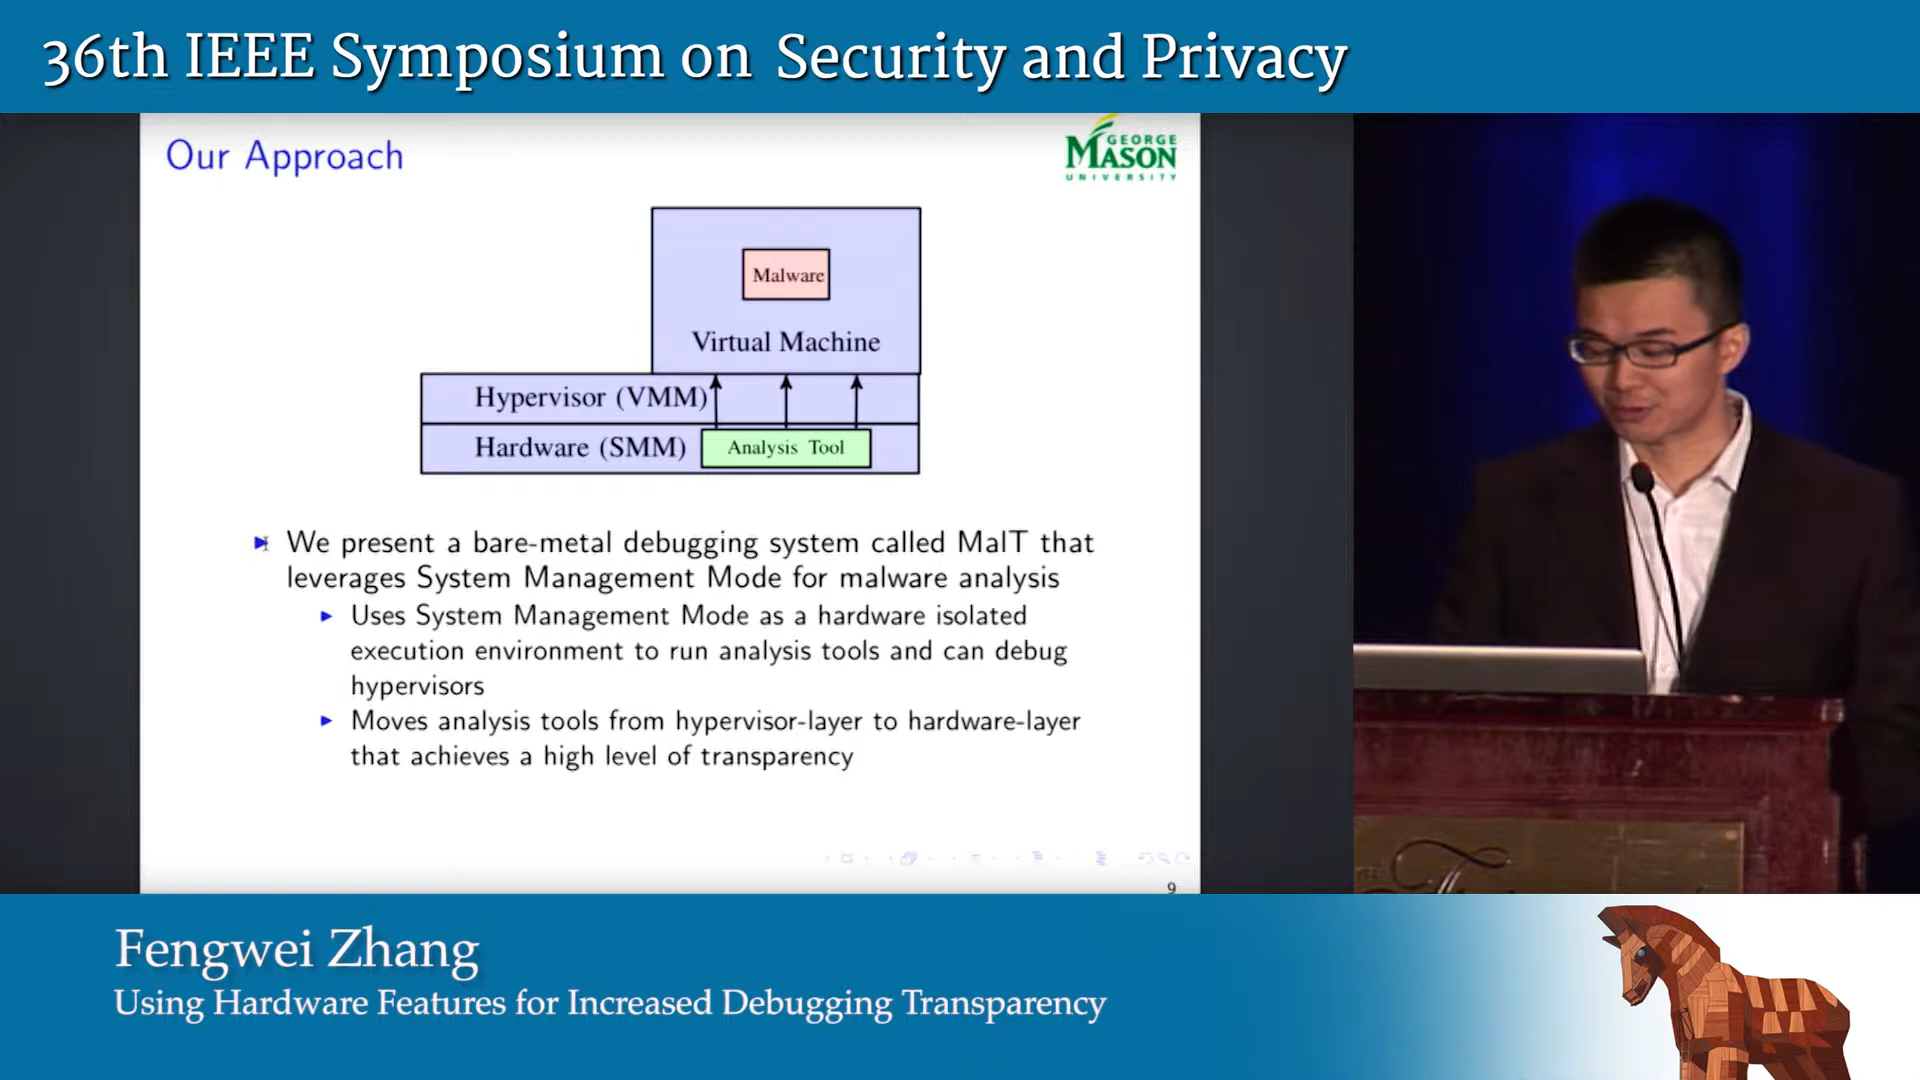 36th IEEE Symposium on Security and Privacy
Our Approach
GEORGE
MASON
UNIVERSITY
Malware
Virtual Machine
Hypervisor (VMM)
Hardware (SMM)
Analysis Tool
We present a bare-metal debugging system called MalT that
leverages System Management Mode for malware analysis
Uses System Management Mode as a hardware isolated
execution environment to run analysis tools and can debug
hypervisors
Moves analysis tools from hypervisor-layer to hardware-layer
that achieves a high level of transparency
9
Fengwei Zhang
Using Hardware Features for Increased Debugging Transparency